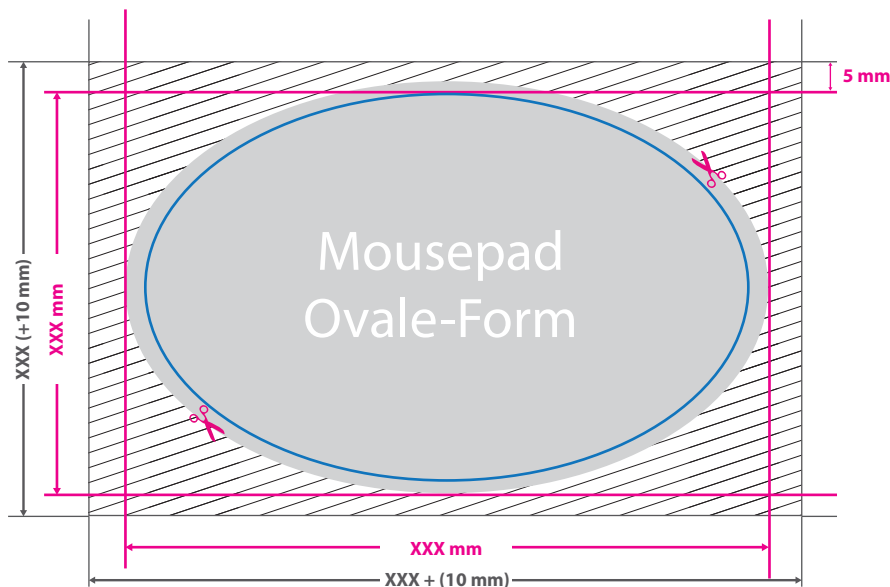 5 mm
Mousepad
Ovale-Form
XXX (+10 mm)
XXX mm
XXX mm
XXX + (10 mm)